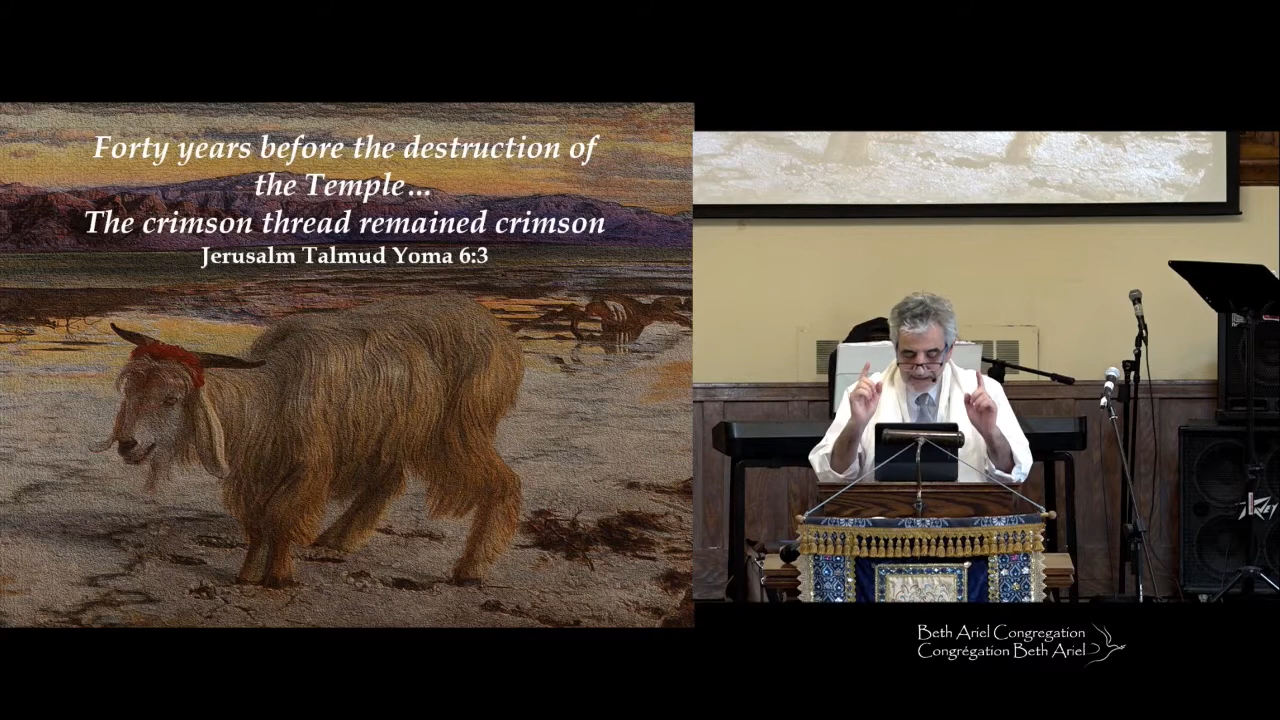 Forty years before the destruction of
the Temple...
The crimson thread remained crimson
Jerusalm Talmud Yoma 6:3
PEAVEY
Beth Ariel Congregation
Congrégation Beth Ariel